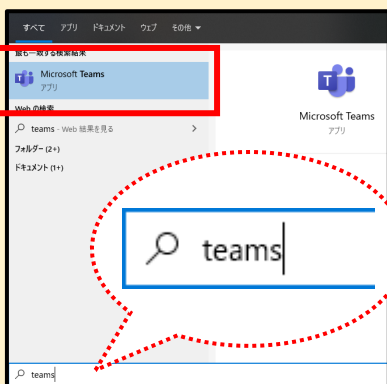 すべて アプリ ドキュメント ウェブ その他
最も一致する検索結果
Microsoft Teams
アプリ
Microsoft Teams
アプリ
Web の検索
teams - Web 結果を見る
フォルダー (2+)
ドキュメント (1+)
teams
teams